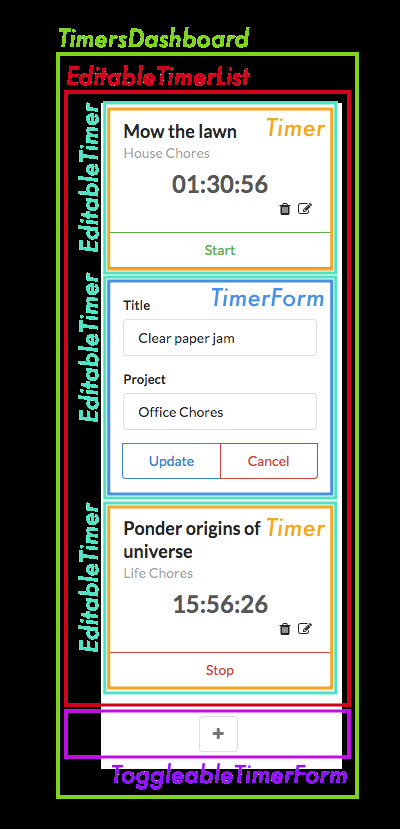 TimersDashboard
EditableTimerList
EditableTimer
Mow the lawn
Timer
House Chores
01:30:56
Start
EditableTimer
TimerForm
Title
Clear paper jam
Project
Office Chores
Update
Cancel
EditableTimer
Ponder origins of
Timer
universe
Life Chores
15:56:26
Stop
+
ToggleableTimerForm